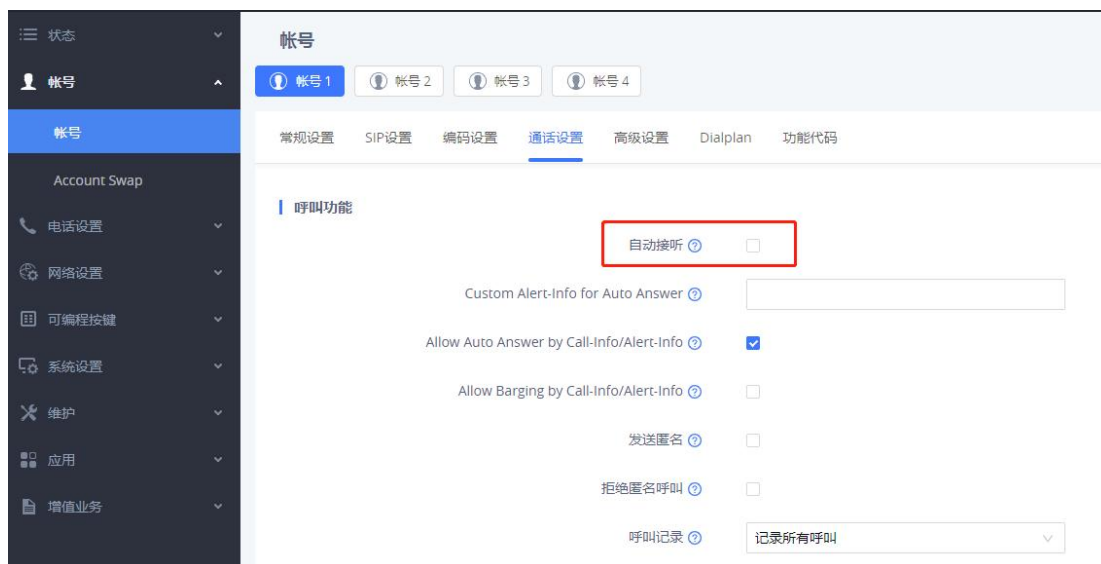 状态
帐号
帐号
Account Swap
电话设置
网络设置
可编程按键
系统设置
维护
应用
增值业务
帐号
帐号 1 帐号 2 帐号 3 帐号 4
常规设置 SIP设置 编码设置 通话设置 高级设置 Dialplan 功能代码
呼叫功能
自动接听
Custom Alert-Info for Auto Answer
Allow Auto Answer by Call-Info/Alert-Info
Allow Barging by Call-Info/Alert-Info
发送匿名
拒绝匿名呼叫
呼叫记录 记录所有呼叫